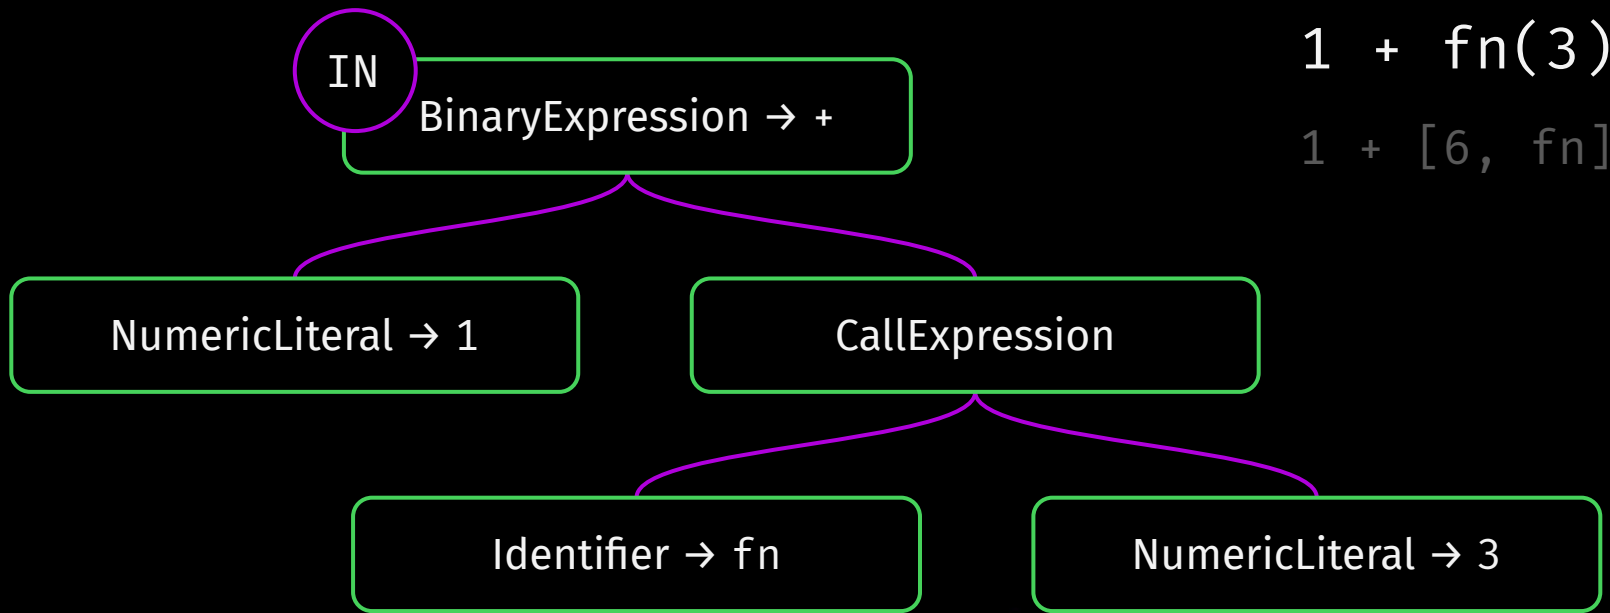 1 + fn(3)
1 + [6, fn]
IN
BinaryExpression → +
NumericLiteral → 1
CallExpression
Identifier → fn
NumericLiteral → 3